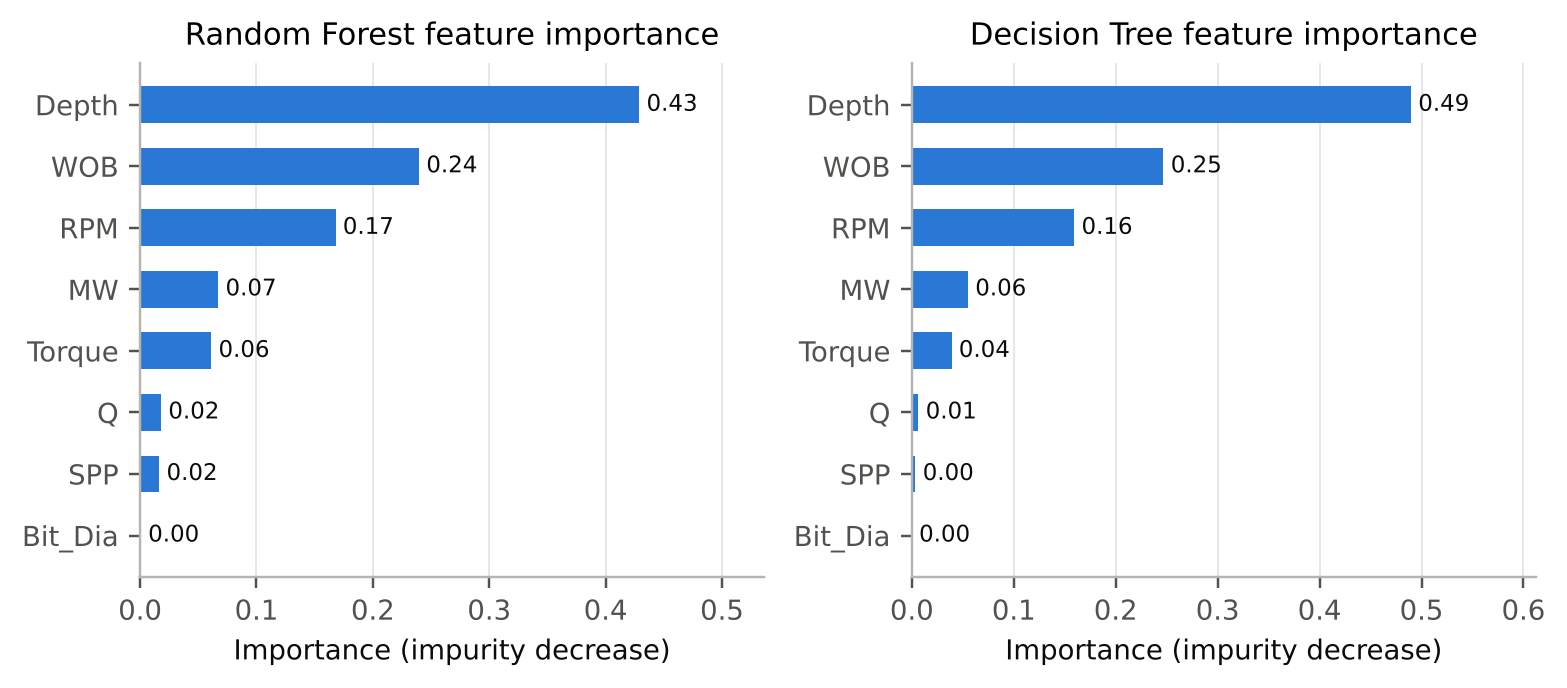 Random Forest feature importance
Depth 0.43
WOB 0.24
RPM 0.17
MW 0.07
Torque 0.06
Q 0.02
SPP 0.02
Bit_Dia 0.00
0.0 0.1 0.2 0.3 0.4 0.5
Importance (impurity decrease)
Decision Tree feature importance
Depth 0.49
WOB 0.25
RPM 0.16
MW 0.06
Torque 0.04
Q 0.01
SPP 0.00
Bit_Dia 0.00
0.0 0.1 0.2 0.3 0.4 0.5 0.6
Importance (impurity decrease)